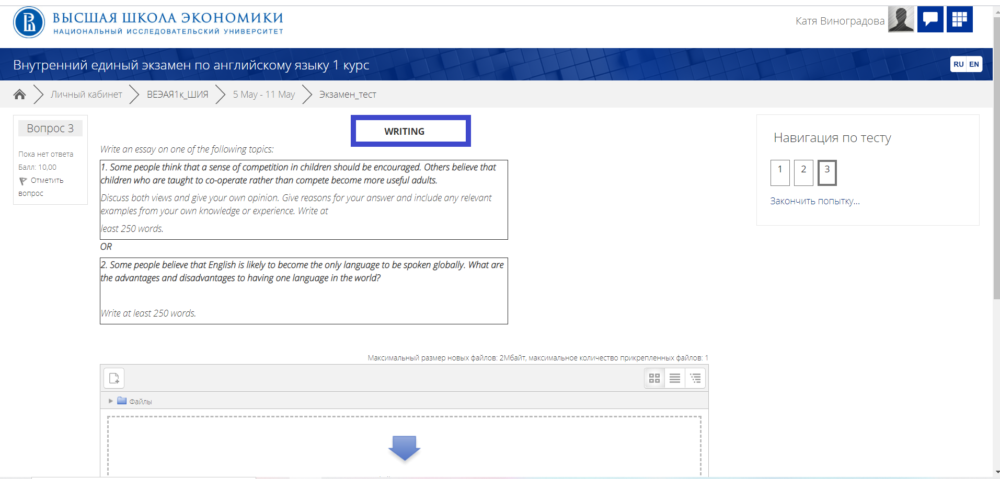 ВЫСШАЯ ШКОЛА ЭКОНОМИКИ
НАЦИОНАЛЬНЫЙ ИССЛЕДОВАТЕЛЬСКИЙ УНИВЕРСИТЕТ
Катя Виноградова
Внутренний единый экзамен по английскому языку 1 курс
RU EN
Личный кабинет
ВЕЭАЯ1к_ШИЯ
5 May - 11 May
Экзамен_тест
Вопрос 3
Пока нет ответа
Балл: 10,00
Отметить
вопрос
WRITING
Write an essay on one of the following topics:
1. Some people think that a sense of competition in children should be encouraged. Others believe that
children who are taught to co-operate rather than compete become more useful adults.
Discuss both views and give your own opinion. Give reasons for your answer and include any relevant
examples from your own knowledge or experience. Write at
least 250 words.
OR
2. Some people believe that English is likely to become the only language to be spoken globally. What are
the advantages and disadvantages to having one language in the world?
Write at least 250 words.
Навигация по тесту
1 2 3
Закончить попытку...
Максимальный размер новых файлов: 2Мбайт, максимальное количество прикрепленных файлов: 1
Файлы